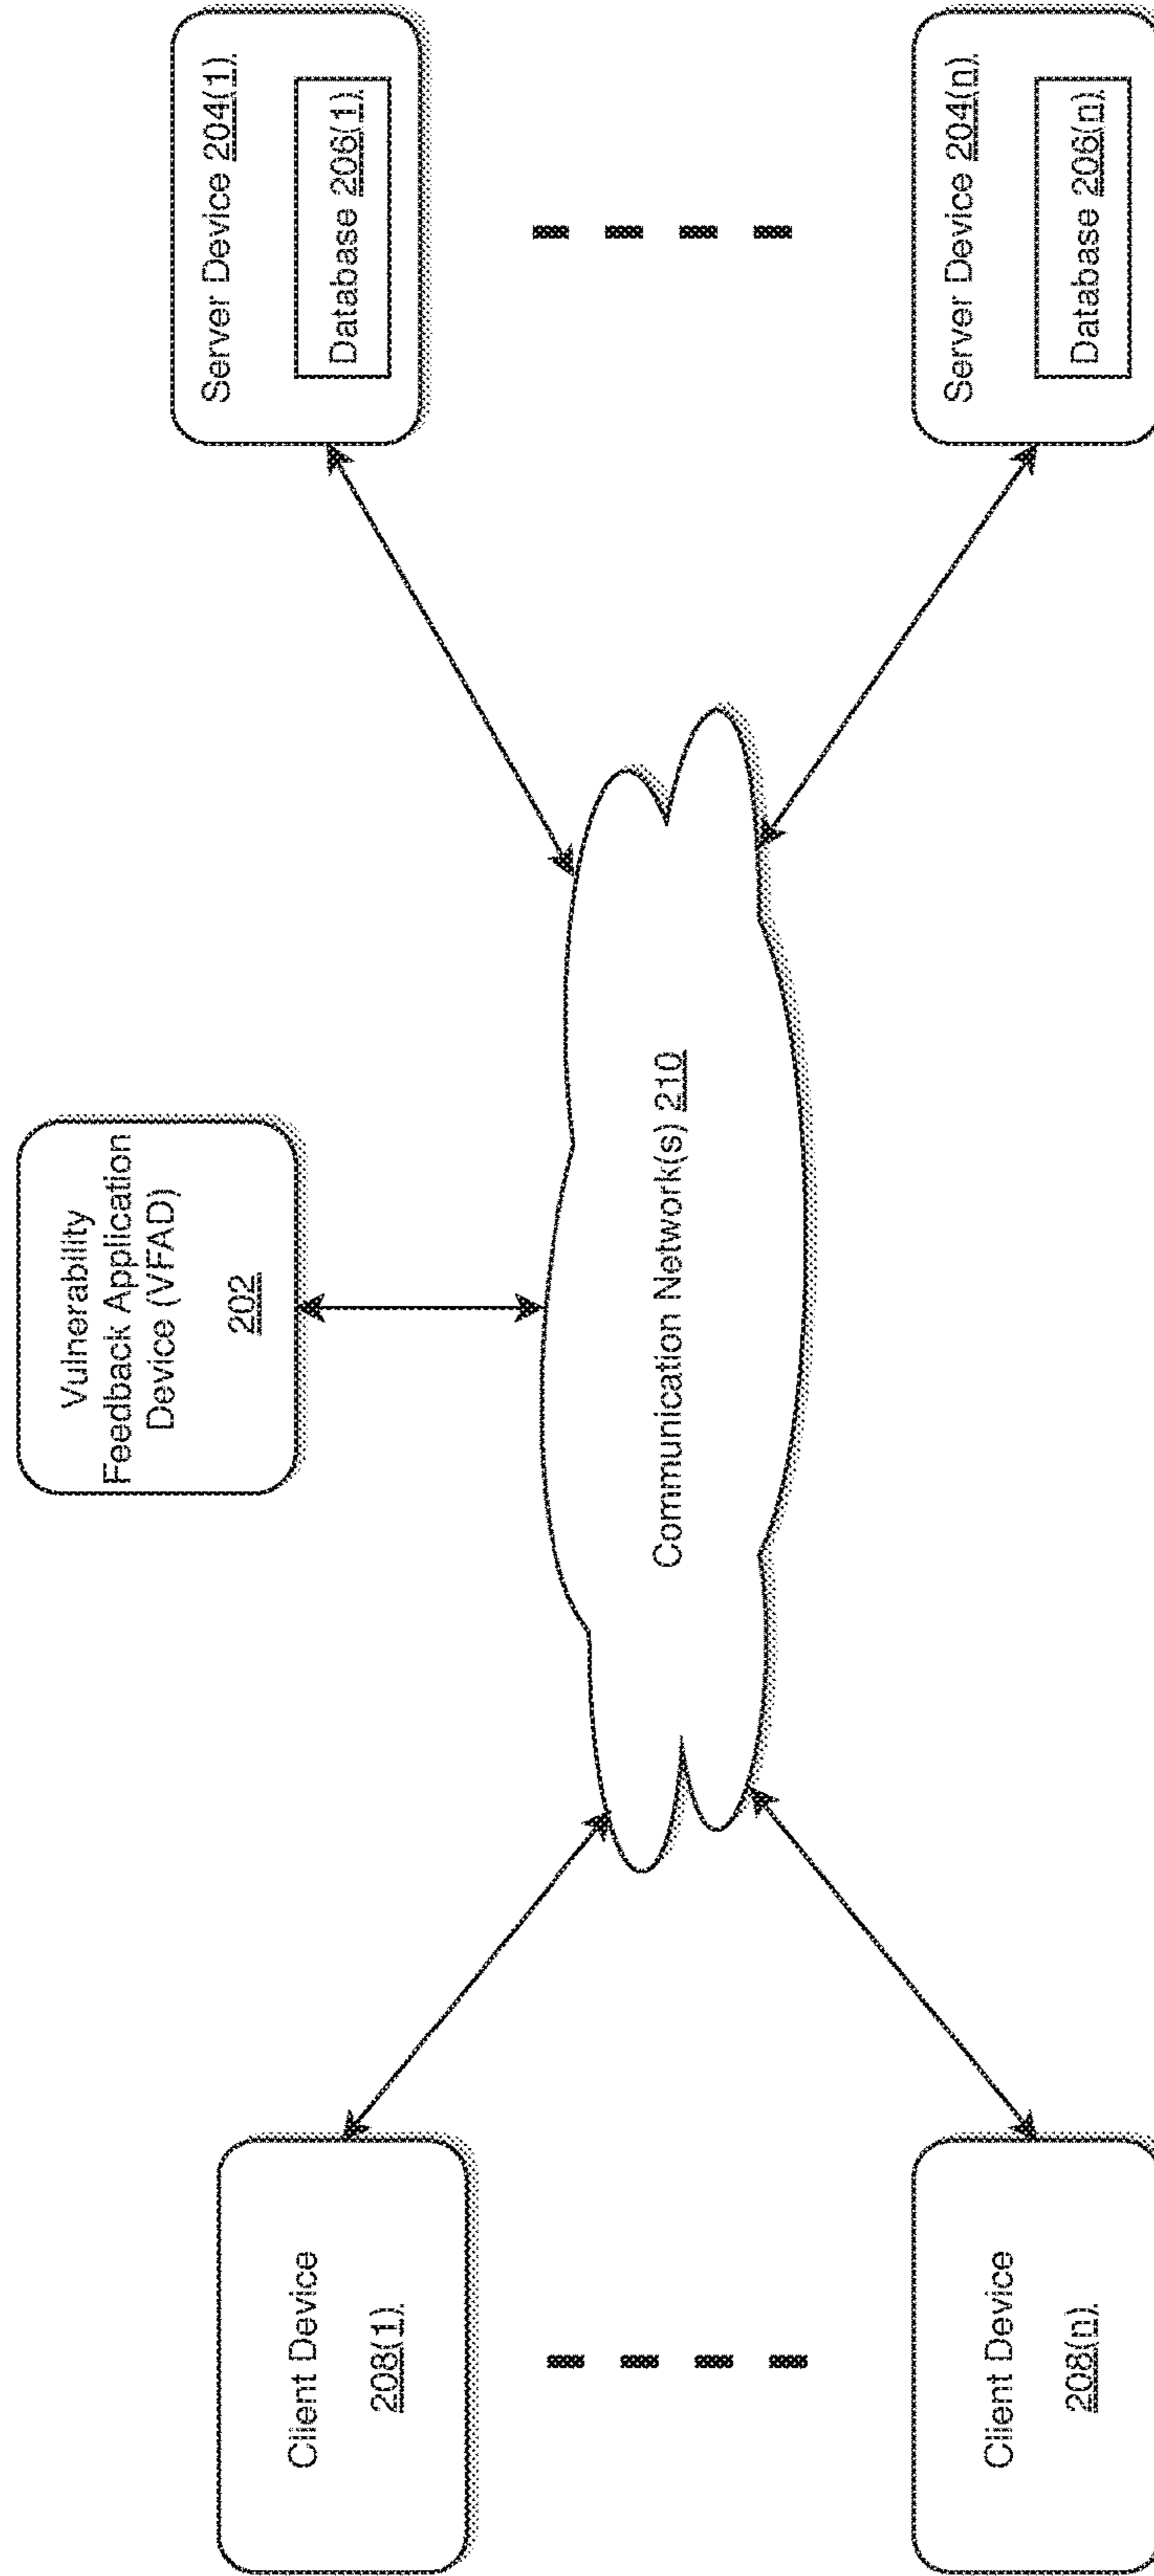 Vulnerability
Feedback Application
Device (VFAD)
202
Client Device
208(1)
Communication Network(s) 210
Server Device 204(1)
Database 206(1)
Client Device
208(n)
Server Device 204(n)
Database 206(n)